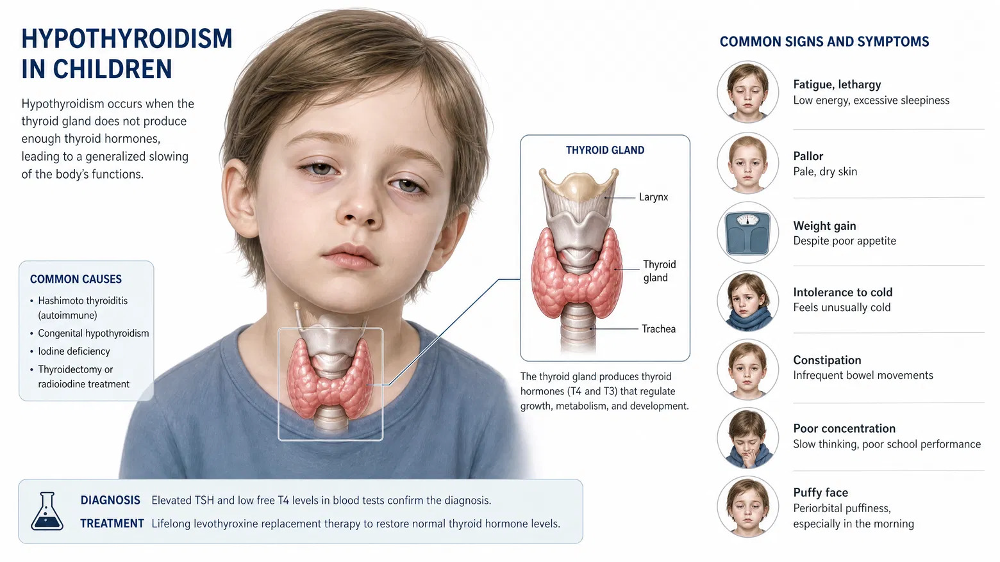 HYPOTHYROIDISM
IN CHILDREN
Hypothyroidism occurs when the
thyroid gland does not produce
enough thyroid hormones,
leading to a generalized slowing
of the body's functions.
COMMON CAUSES
• Hashimoto thyroiditis
(autoimmune)
• Congenital hypothyroidism
• Iodine deficiency
• Thyroidectomy or
radioiodine treatment
THYROID GLAND
Larynx
Thyroid
gland
Trachea
The thyroid gland produces thyroid
hormones (T4 and T3) that regulate
growth, metabolism, and development.
COMMON SIGNS AND SYMPTOMS
Fatigue, lethargy
Low energy, excessive sleepiness
Pallor
Pale, dry skin
Weight gain
Despite poor appetite
Intolerance to cold
Feels unusually cold
Constipation
Infrequent bowel movements
Poor concentration
Slow thinking, poor school performance
Puffy face
Periorbital puffiness,
especially in the morning
DIAGNOSIS Elevated TSH and low free T4 levels in blood tests confirm the diagnosis.
TREATMENT Lifelong levothyroxine replacement therapy to restore normal thyroid hormone levels.